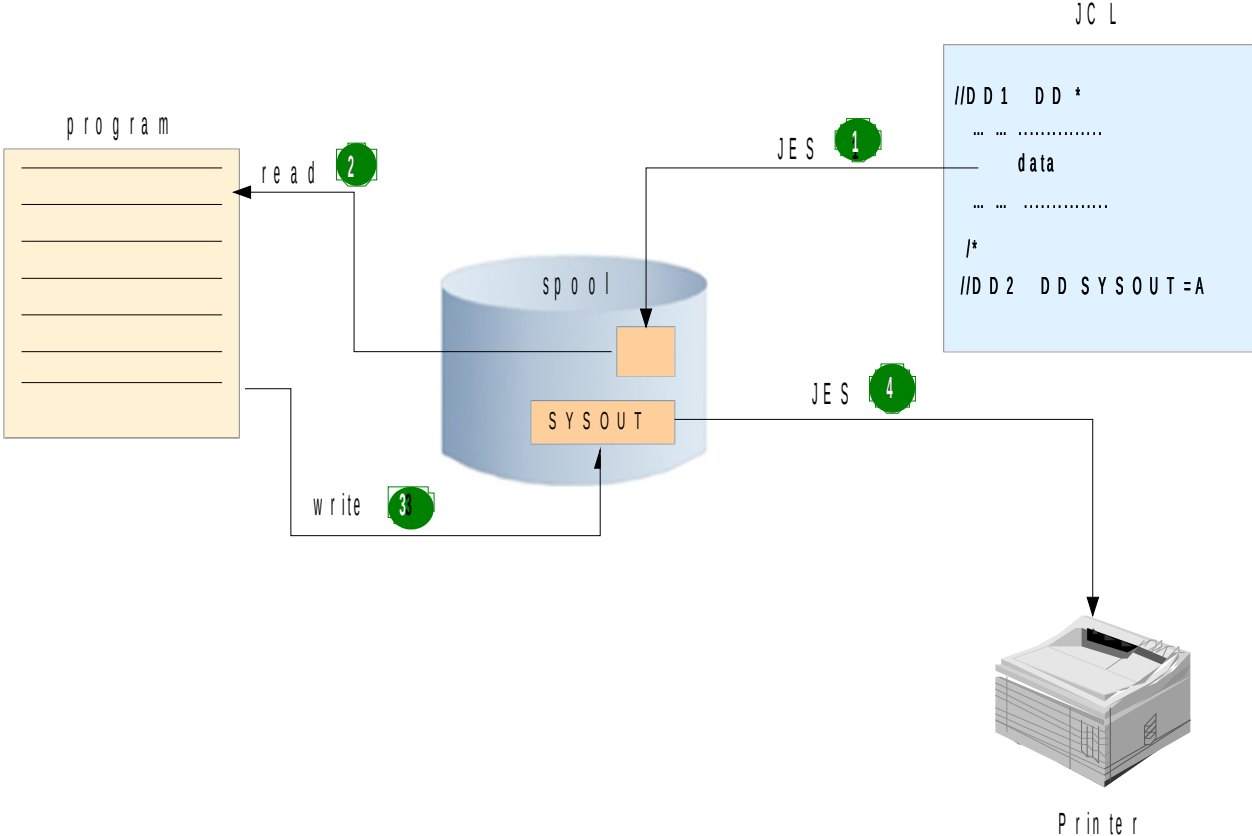 JCL
//DD1 DD *
... ... ...............
data
... ... ...............
/*
//DD2 DD SYSOUT=A
program
JES 1
read 2
spool
SYSOUT
JES 4
write 3
Printer